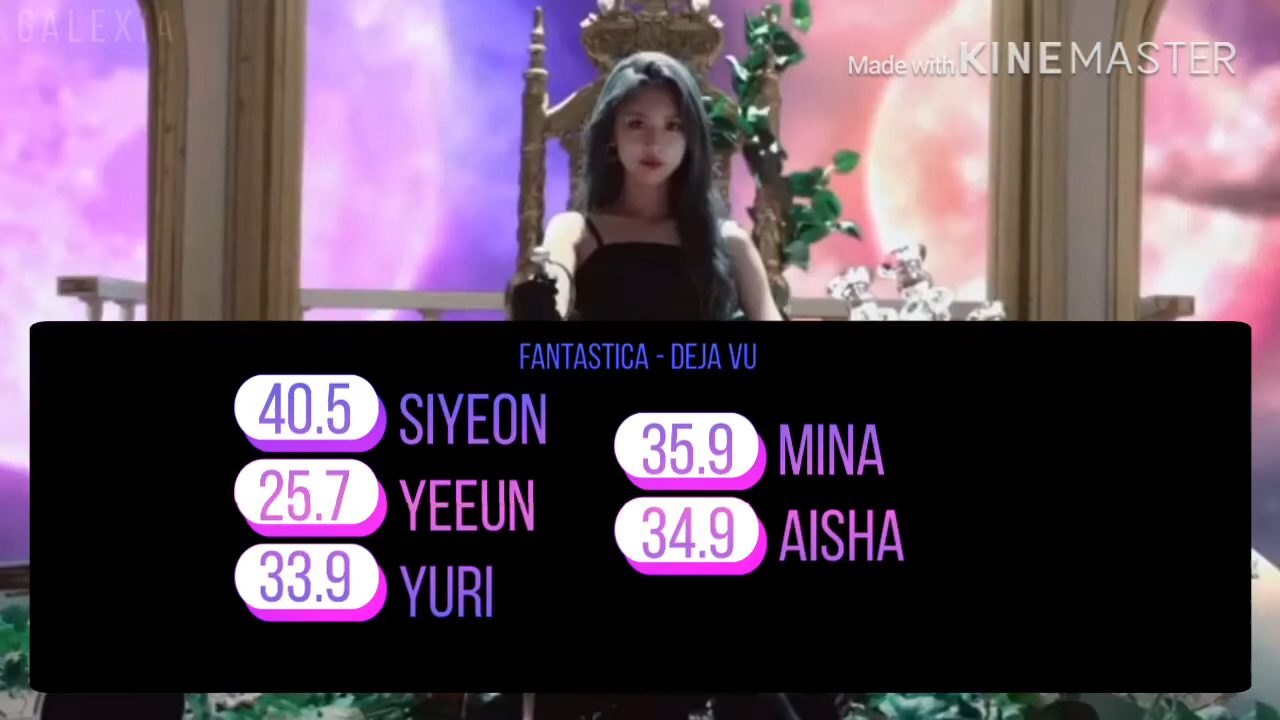 GALEXIA
Made with KINEMASTER
FANTASTICA - DEJA VU
40.5 SIYEON
25.7 YEEUN
33.9 YURI
35.9 MINA
34.9 AISHA